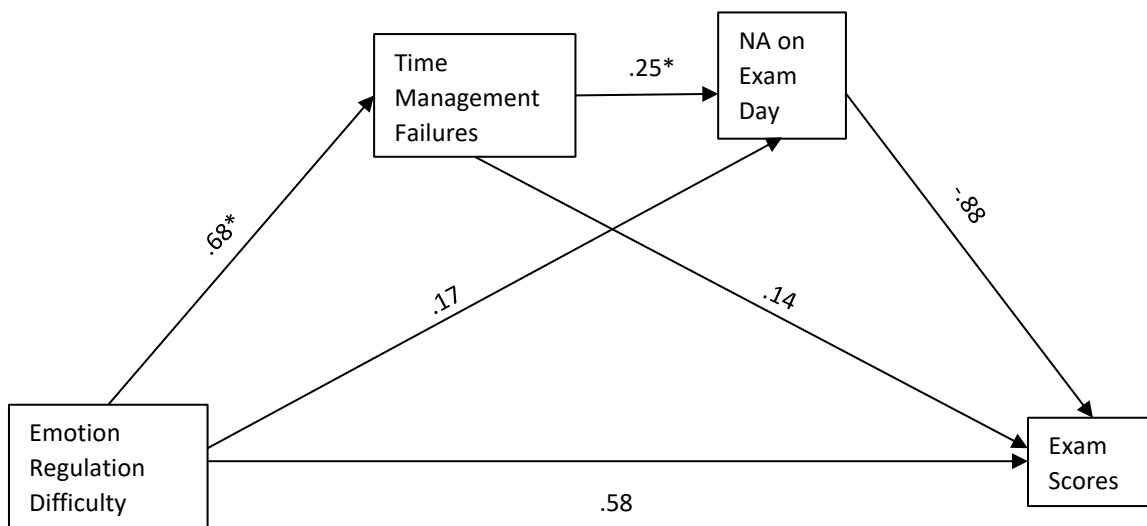 Time
Management
Failures
.25*
NA on
Exam
Day
.68*
.17
.14
-.88
Emotion
Regulation
Difficulty
.58
Exam
Scores